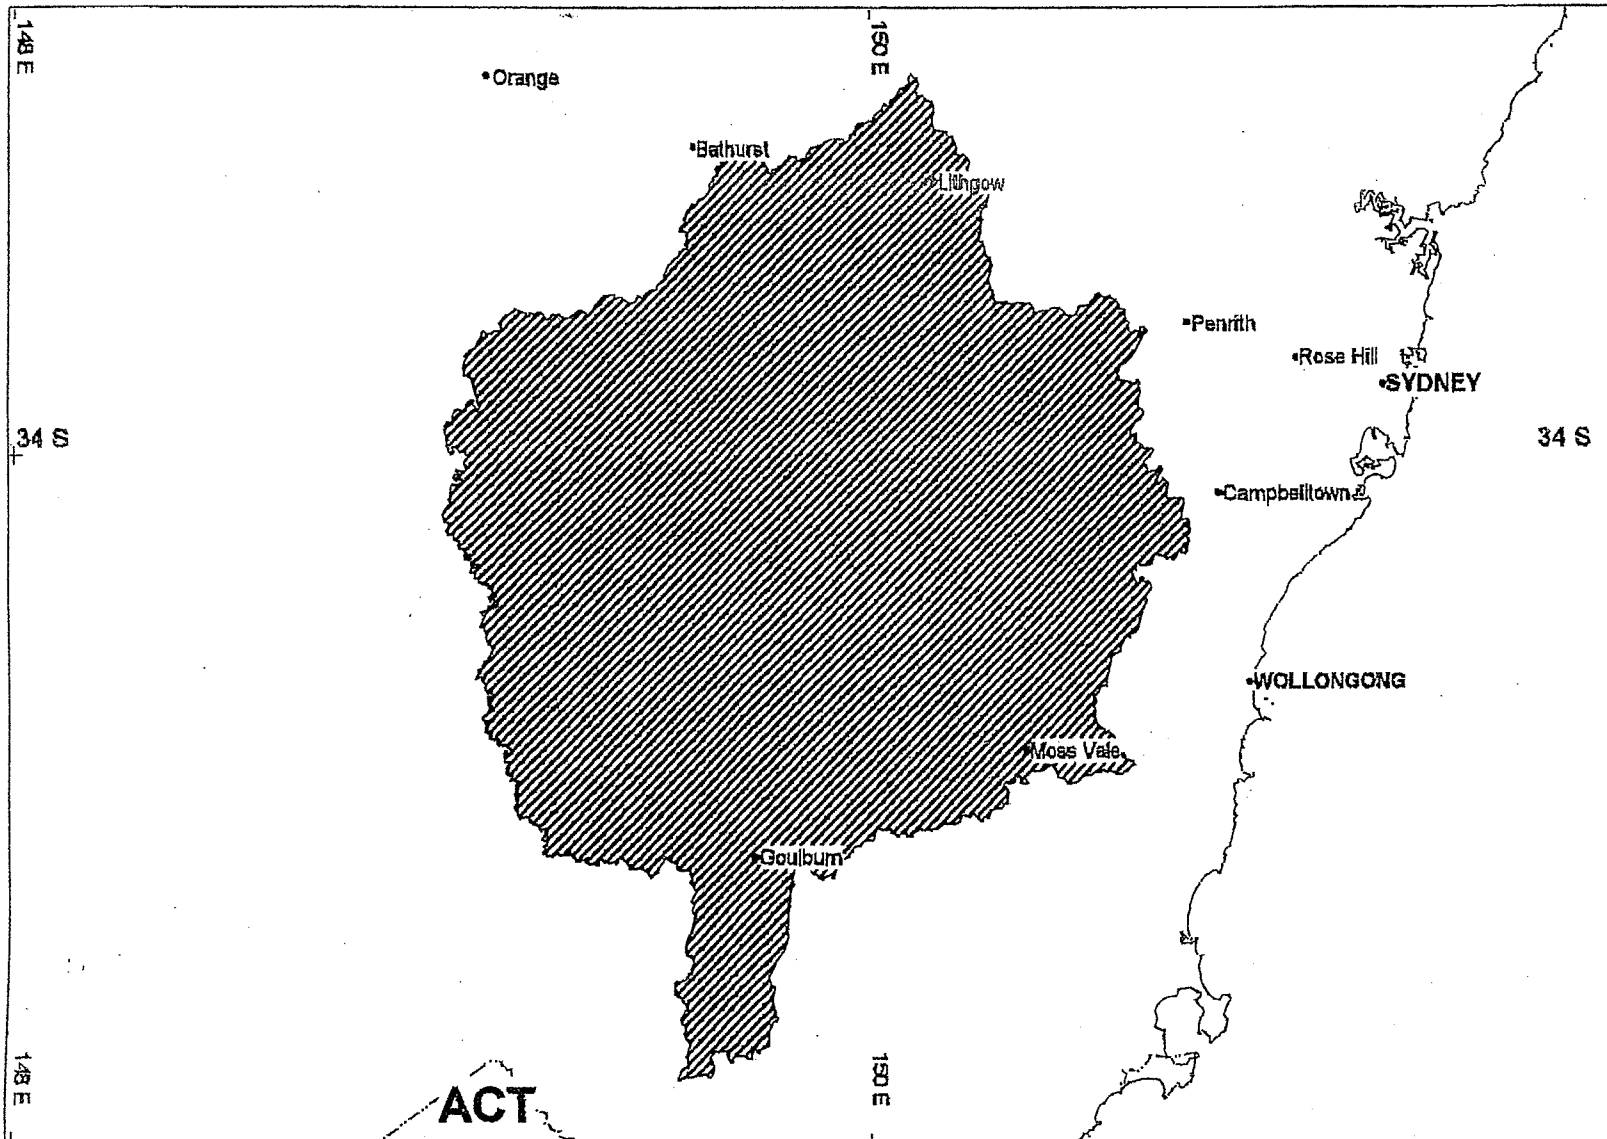 148 E
150 E
Orange
Bathurst
Lithgow
Penrith
Rose Hill
SYDNEY
34 S
34 S
Campbelltown
WOLLONGONG
Moss Vale
Goulburn
148 E
150 E
ACT